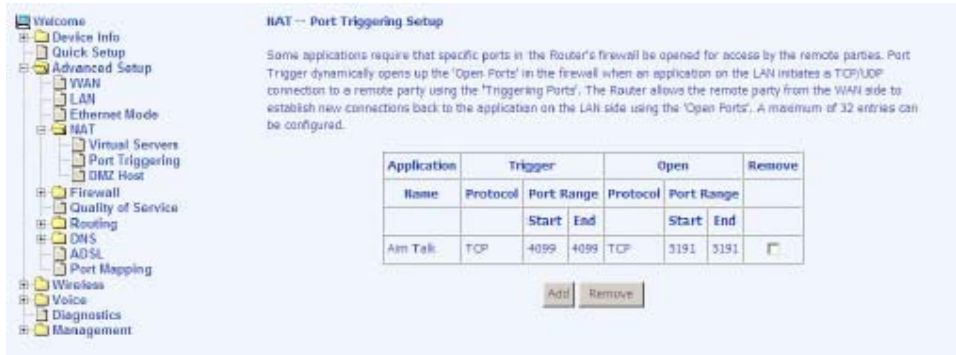 Welcome
Device Info
Quick Setup
Advanced Setup
WAN
LAN
Ethernet Mode
NAT
Virtual Servers
Port Triggering
DMZ Host
Firewall
Quality of Service
Routing
DNS
ADSL
Port Mapping
Wireless
Voice
Diagnostics
Management
NAT -- Port Triggering Setup
Some applications require that specific ports in the Router's firewall be opened for access by the remote parties. Port
Trigger dynamically opens up the 'Open Ports' in the firewall when an application on the LAN initiates a TCP/UDP
connection to a remote party using the 'Triggering Ports'. The Router allows the remote party from the WAN side to
establish new connections back to the application on the LAN side using the 'Open Ports'. A maximum of 32 entries can
be configured.
Application Trigger Open Remove
Name Protocol Port Range Protocol Port Range
Start End Start End
Aim Talk TCP 4099 4099 TCP 5191 5191
Add Remove